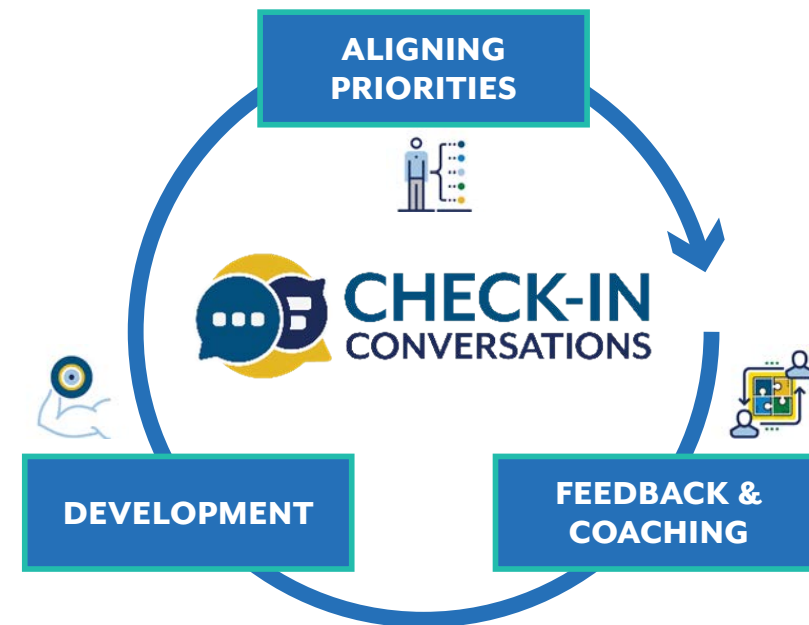 ALIGNING
PRIORITIES
CHECK-IN
CONVERSATIONS
DEVELOPMENT
FEEDBACK &
COACHING